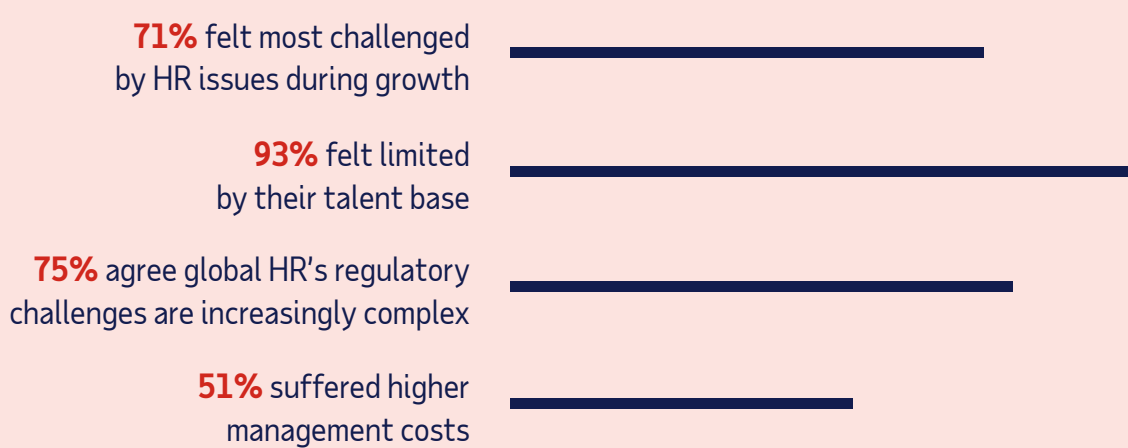 71% felt most challenged
by HR issues during growth
93% felt limited
by their talent base
75% agree global HR’s regulatory
challenges are increasingly complex
51% suffered higher
management costs